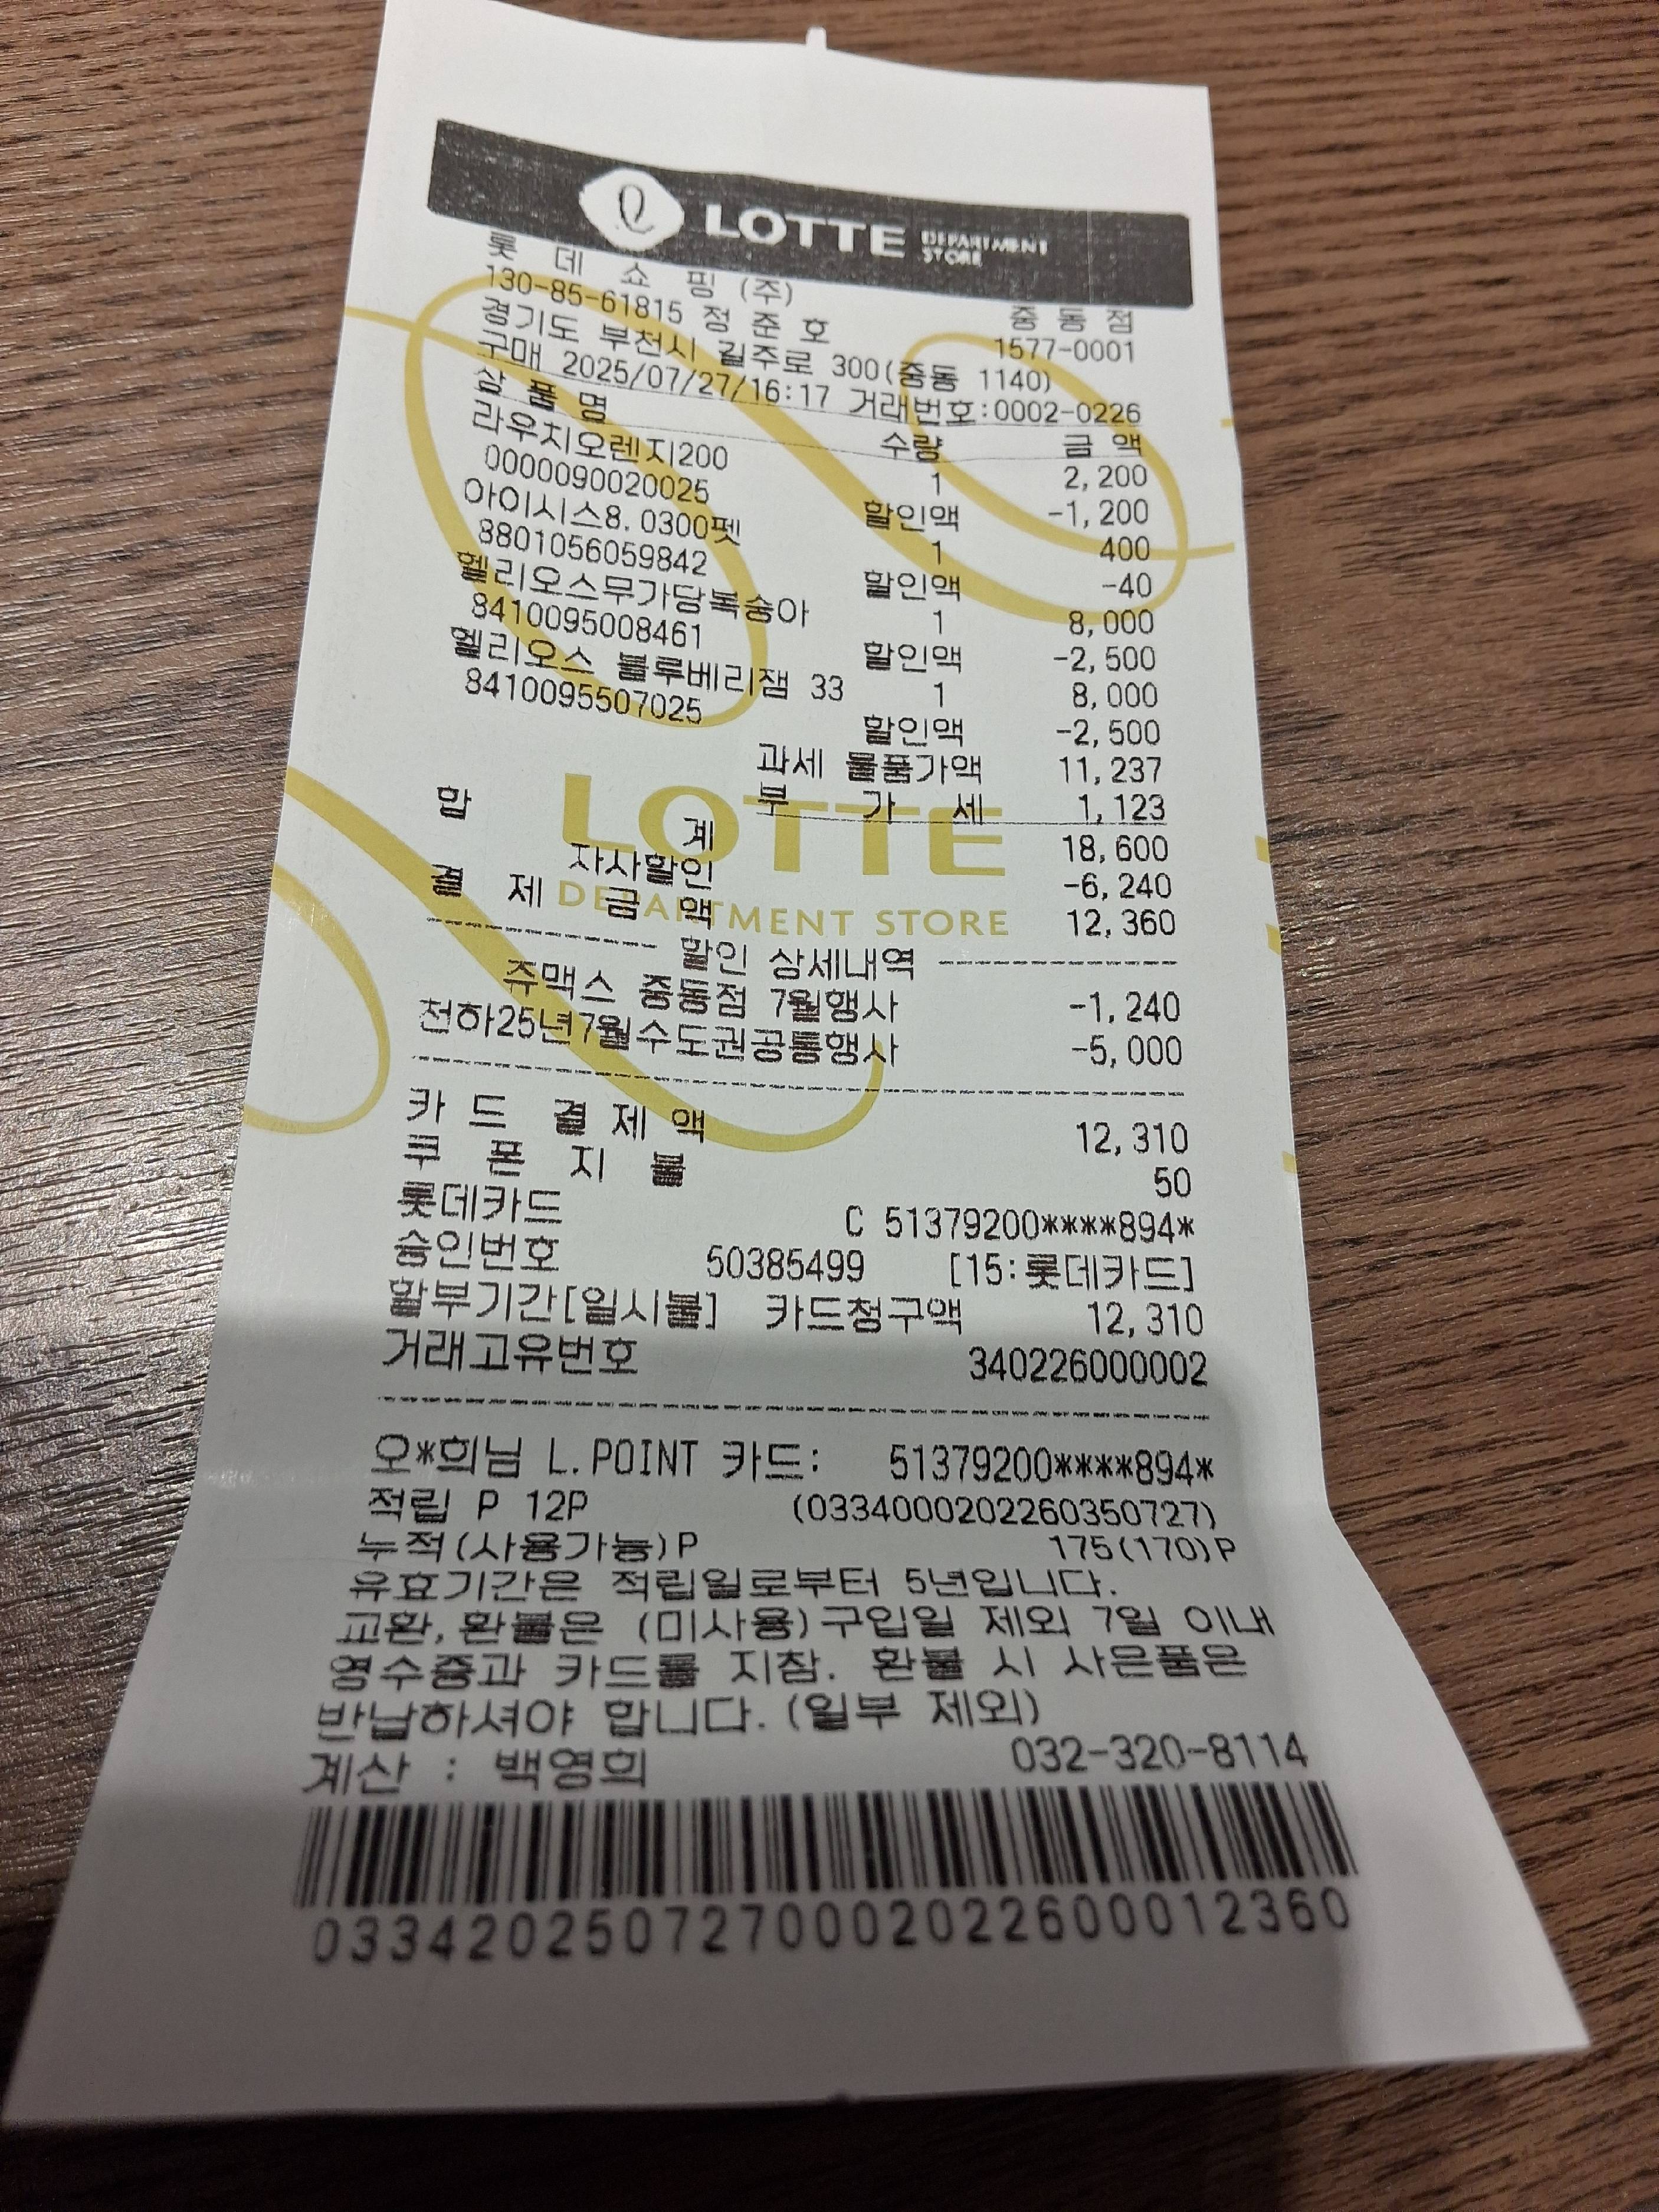 LOTTE DEPARTMENT STORE
롯데쇼핑(주) 중동점
130-85-61815 정준호 1577-0001
경기도 부천시 길주로 300(중동 1140)
구매 2025/07/27/16:17 거래번호:0002-0226
상품명 수량 금액
라우치오렌지200 1 2,200
0000090020025 할인액 -1,200
아이시스8.0300펫 1 400
8801056059842 할인액 -40
헬리오스무가당복숭아 1 8,000
8410095008461 할인액 -2,500
헬리오스 블루베리잼 33 1 8,000
8410095507025 할인액 -2,500
과세 물품가액 11,237
부가세 1,123
합계 18,600
자사할인 -6,240
결제금액 12,360
LOTTE
DEPARTMENT STORE
할인 상세내역
쥬맥스 중동점 7월행사 -1,240
천하25년7월수도권공통행사 -5,000
카드결제액 12,310
쿠폰지불 50
롯데카드 C 51379200****894*
승인번호 50385499 [15:롯데카드]
할부기간[일시불] 카드청구액 12,310
거래고유번호 340226000002
오*희님 L.POINT 카드: 51379200****894*
적립 P 12P (0334000202260350727)
누적(사용가능)P 175(170)P
유효기간은 적립일로부터 5년입니다.
교환,환불은 (미사용)구입일 제외 7일 이내
영수증과 카드를 지참. 환불 시 사은품은
반납하셔야 합니다.(일부 제외)
계산 : 백영희 032-320-8114
0334202507270002022600012360